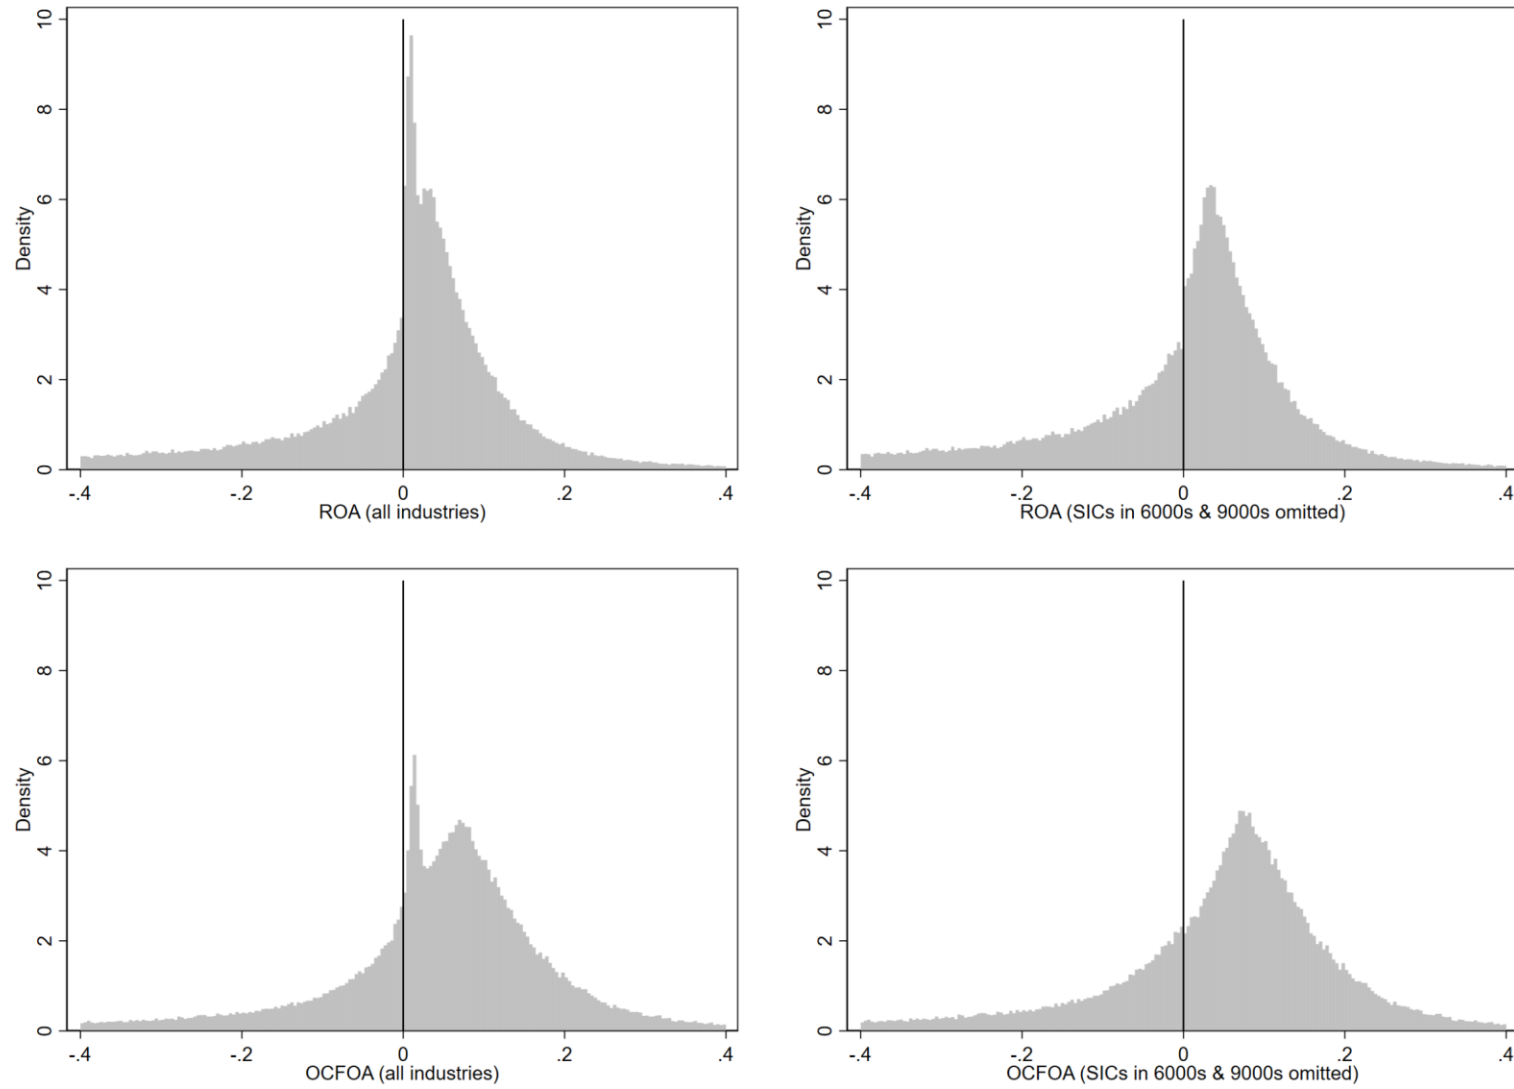 10
8
6
4
2
0
Density
-.4 -.2 0 .2 .4
ROA (all industries)
10
8
6
4
2
0
Density
-.4 -.2 0 .2 .4
ROA (SICs in 6000s & 9000s omitted)
10
8
6
4
2
0
Density
-.4 -.2 0 .2 .4
OCFOA (all industries)
10
8
6
4
2
0
Density
-.4 -.2 0 .2 .4
OCFOA (SICs in 6000s & 9000s omitted)